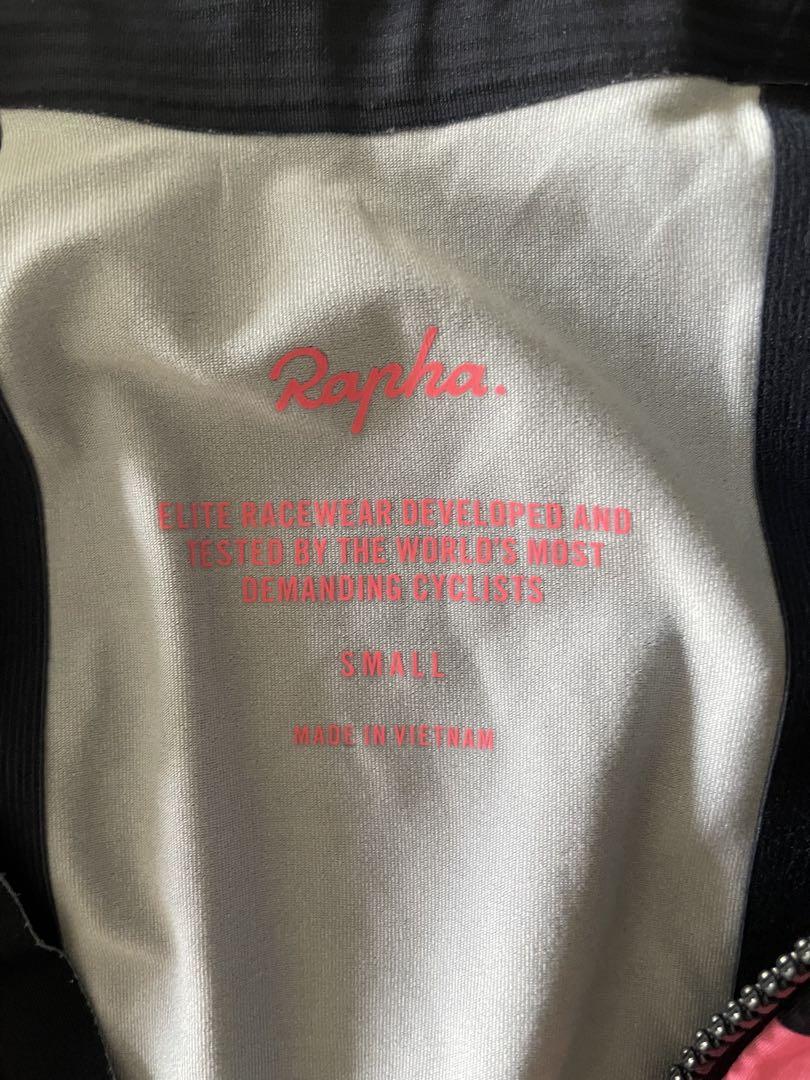 Rapha.
ELITE RACEWEAR DEVELOPED AND
TESTED BY THE WORLD'S MOST
DEMANDING CYCLISTS
SMALL
MADE IN VIETNAM